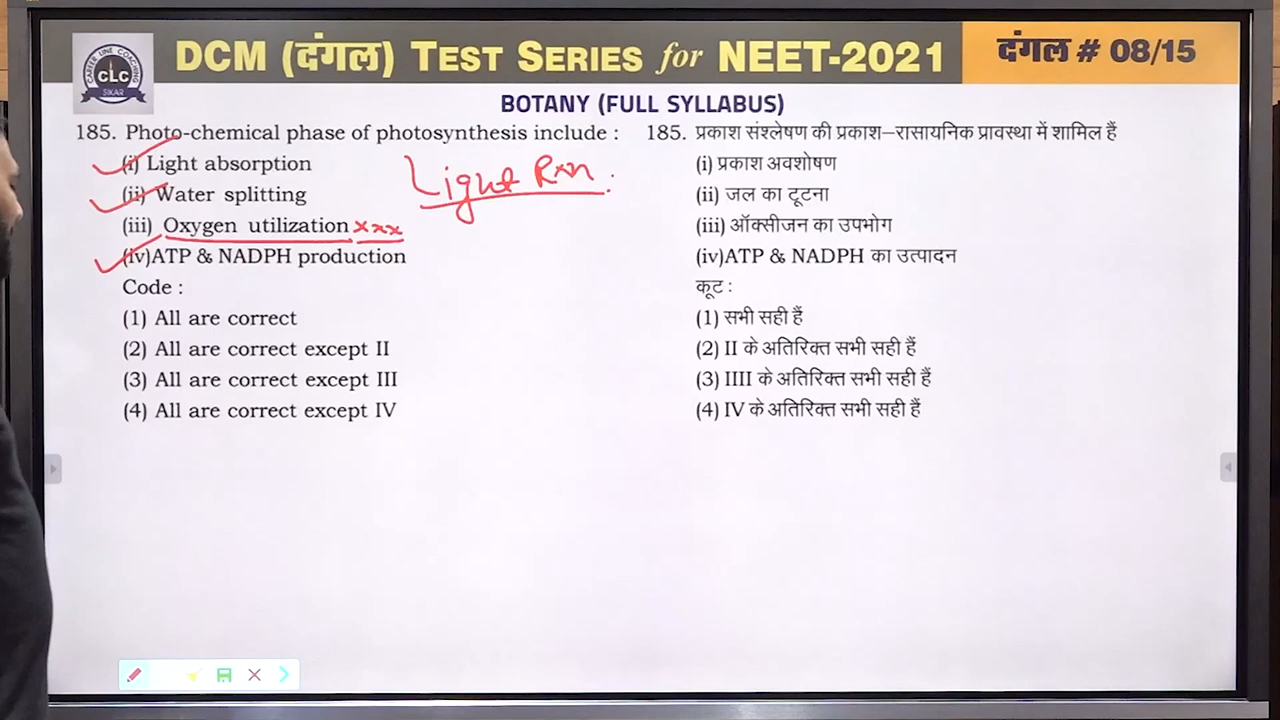 DCM (दंगल) TEST SERIES for NEET-2021
दंगल # 08/15
CAREER LINE COACHING
CLC
SIKAR
BOTANY (FULL SYLLABUS)
185. Photo-chemical phase of photosynthesis include :
(i) Light absorption
(ii) Water splitting
(iii) Oxygen utilization xxx
(iv)ATP & NADPH production
Code :
(1) All are correct
(2) All are correct except II
(3) All are correct except III
(4) All are correct except IV
Light Rxn.
185. प्रकाश संश्लेषण की प्रकाश–रासायनिक प्रावस्था में शामिल हैं
(i) प्रकाश अवशोषण
(ii) जल का टूटना
(iii) ऑक्सीजन का उपभोग
(iv)ATP & NADPH का उत्पादन
कूट :
(1) सभी सही हैं
(2) II के अतिरिक्त सभी सही हैं
(3) IIII के अतिरिक्त सभी सही हैं
(4) IV के अतिरिक्त सभी सही हैं